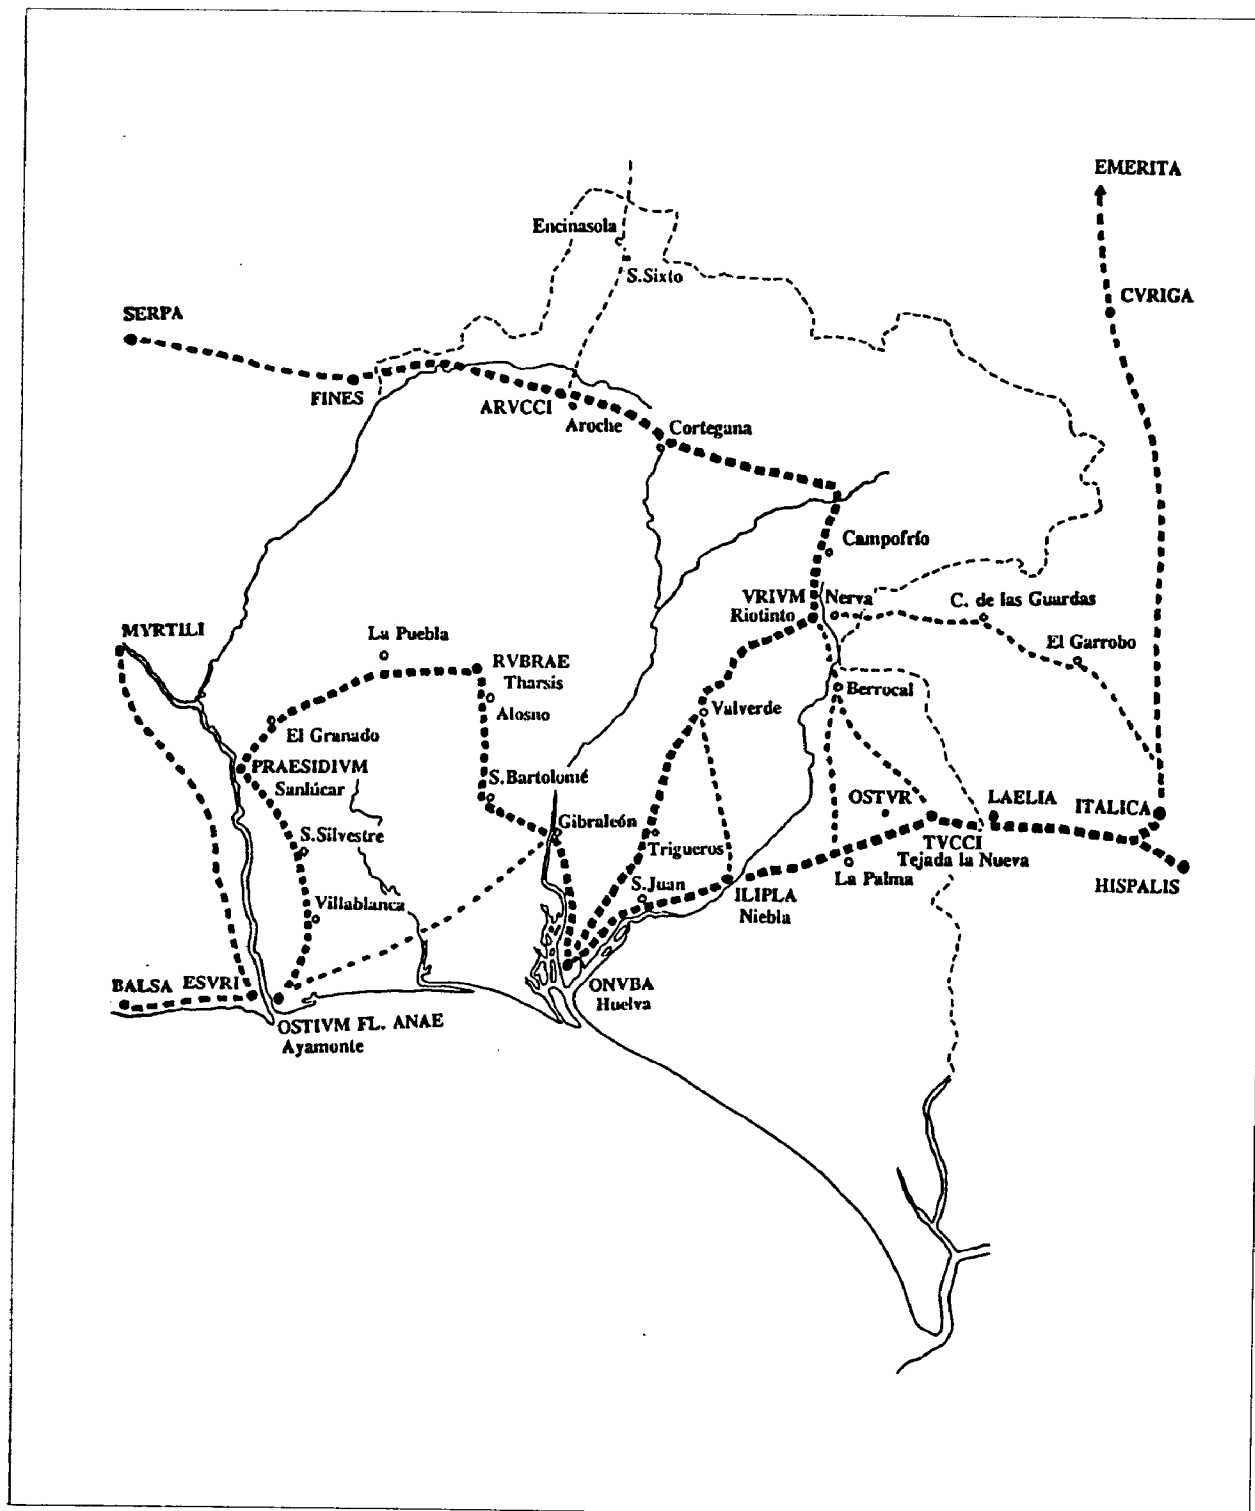 EMERITA
Encinasola
S.Sixto
CVRIGA
SERPA
FINES
ARVCCI
Aroche
Cortegana
Campofrío
VRIVM
Riotinto
Nerva
C. de las Guardas
El Garrobo
MYRTILI
La Puebla
RVBRAE
Tharsis
Alosno
Berrocal
Valverde
El Granado
PRAESIDIVM
Sanlúcar
S.Bartolomé
OSTVR
LAELIA
ITALICA
Gibraleón
S.Silvestre
Trigueros
TVCCI
Tejada la Nueva
La Palma
HISPALIS
S.Juan
ILIPLA
Niebla
Villablanca
BALSA
ESVRI
ONVBA
Huelva
OSTIVM FL. ANAE
Ayamonte